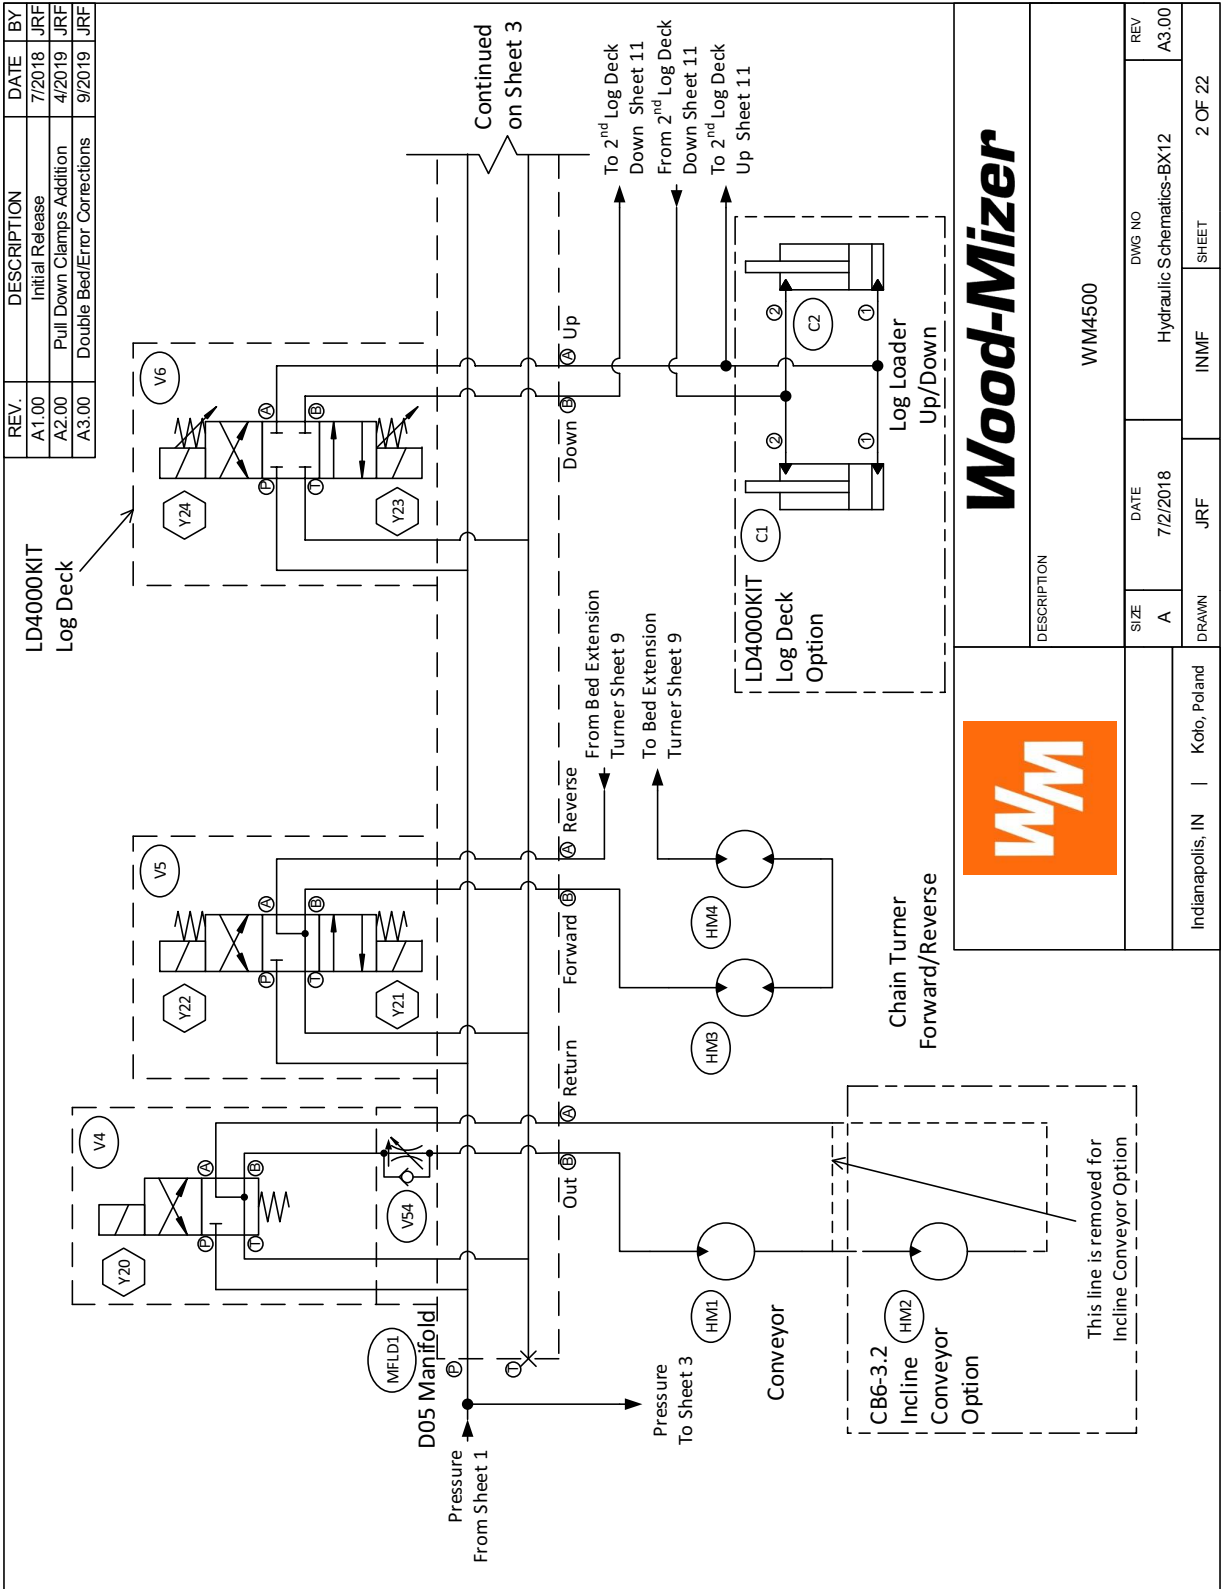 REV.	DESCRIPTION	DATE	BY
A1.00	Initial Release	7/2018	JRF
A2.00	Pull Down Clamps Addition	4/2019	JRF
A3.00	Double Bed/Error Corrections	9/2019	JRF
LD4000KIT
Log Deck
V4
Y20
A
B
P
T
V54
V5
Y22
Y21
A
B
P
T
V6
Y24
Y23
A
B
P
T
MFLD1
D05 Manifold
P
T
Pressure
From Sheet 1
Pressure
To Sheet 3
Continued
on Sheet 3
Out B
A Return
Forward B
A Reverse
Down B
A Up
From Bed Extension
Turner Sheet 9
To Bed Extension
Turner Sheet 9
To 2nd Log Deck
Down Sheet 11
From 2nd Log Deck
Down Sheet 11
To 2nd Log Deck
Up Sheet 11
HM1
Conveyor
HM2
CB6-3.2
Incline
Conveyor
Option
This line is removed for
Incline Conveyor Option
HM3
HM4
Chain Turner
Forward/Reverse
LD4000KIT
Log Deck
Option
C1
C2
2
2
1
1
Log Loader
Up/Down
WM
Indianapolis, IN | Koło, Poland
Wood-Mizer
DESCRIPTION
WM4500
SIZE
A
DATE
7/2/2018
DWG NO
Hydraulic Schematics-BX12
REV
A3.00
DRAWN
JRF
INMF
SHEET
2 OF 22